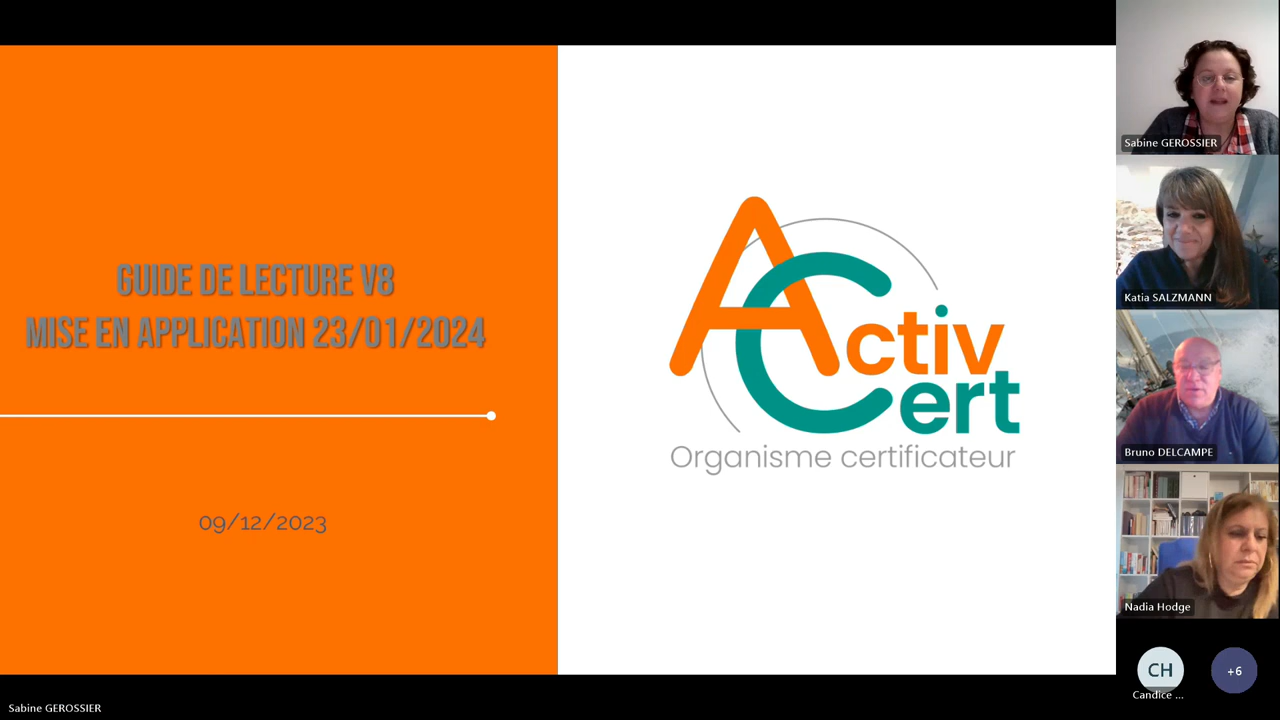 GUIDE DE LECTURE V8
MISE EN APPLICATION 23/01/2024
09/12/2023
Activ
Cert
Organisme certificateur
Sabine GEROSSIER
Katia SALZMANN
Bruno DELCAMPE
Nadia Hodge
CH
Candice ...
+6
Sabine GEROSSIER